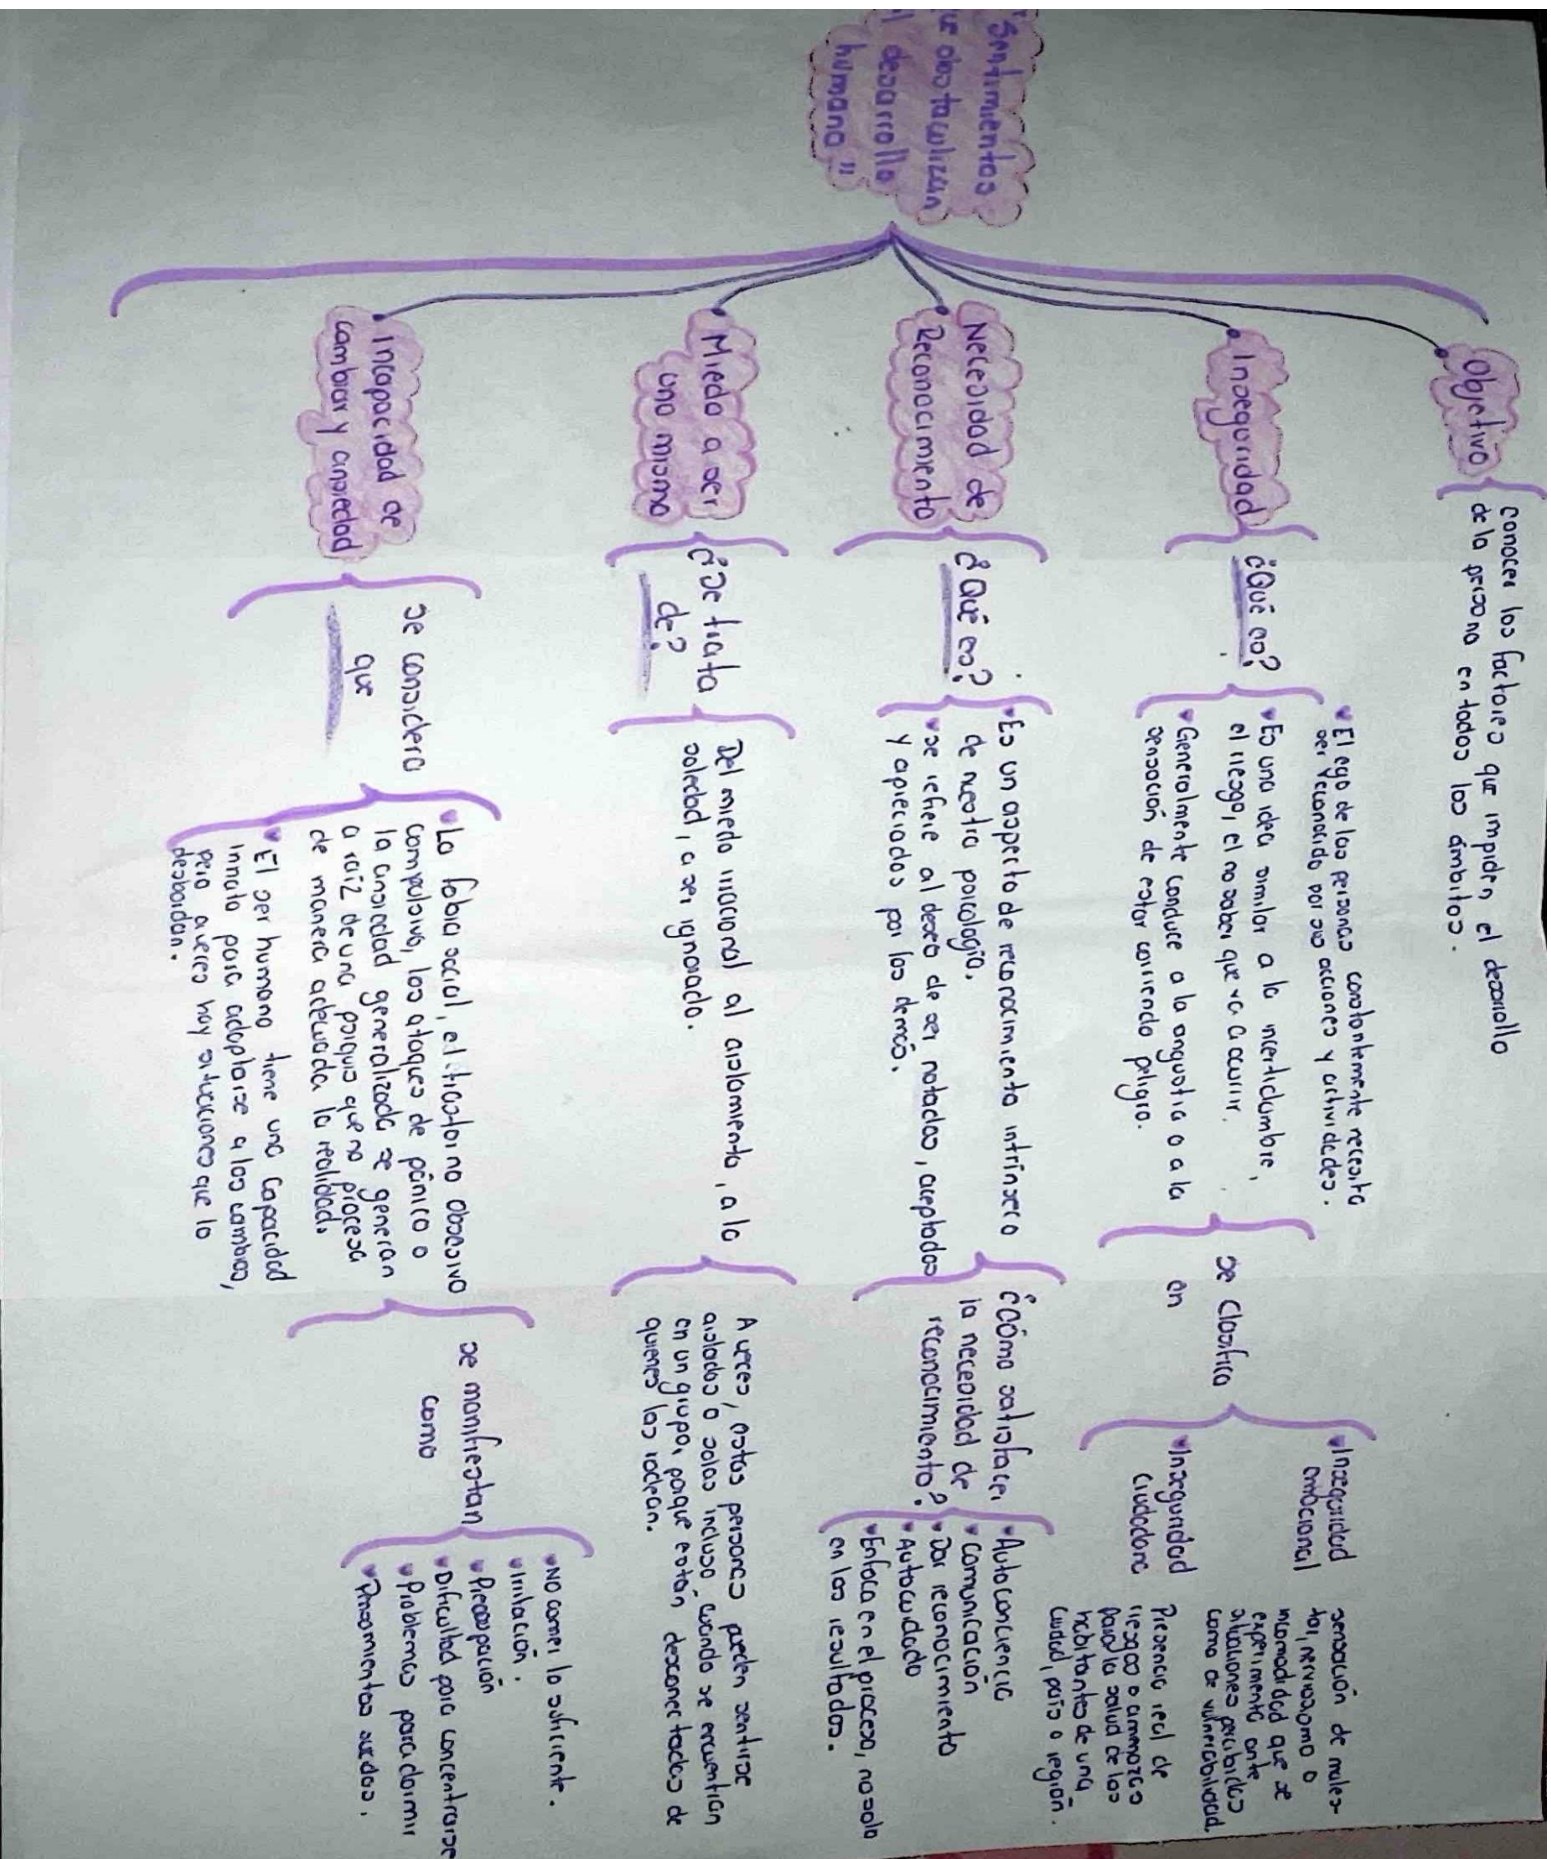 "Sentimientos
que obstaculizan
el desarrollo
humano"
Objetivo
conocer los factores que impiden el desarrollo
de la persona en todos los ámbitos.
Inseguridad
¿Qué es?
El ego de las personas constantemente necesita
ser reconocido por sus acciones y actividades.
Es una idea similar a la incertidumbre,
el riesgo, el no saber que va a ocurrir.
Generalmente conduce a la angustia o a la
sensación de estar corriendo peligro.
se clasifica
en
Inseguridad
emocional
sensación de males-
tar, nerviosismo o
incomodidad que se
experimenta ante
situaciones percibidas
como de vulnerabilidad.
Inseguridad
ciudadana
Presencia real de
riesgos o amenazas
para la salud de los
habitantes de una
ciudad, país o región.
Necesidad de
Reconocimiento
¿Qué es?
Es un aspecto de reconocimiento intrínseco
de nuestra psicología.
se refiere al deseo de ser notados, aceptados
y apreciados por los demás.
¿Cómo satisfacer
la necesidad de
reconocimiento?
Autoconciencia
Comunicación
Dar reconocimiento
Autocuidado
Enfoca en el proceso, no solo
en los resultados.
Miedo a ser
uno mismo
¿Se trata
de?
Del miedo irracional al aislamiento, a la
soledad, a ser ignorado.
A veces, estas personas pueden sentirse
aislados o solos incluso cuando se encuentran
en un grupo, porque están desconectados de
quienes los rodean.
Incapacidad de
cambiar y ansiedad
se considera
que
La fobia social, el trastorno obsesivo
compulsivo, los ataques de pánico o
la ansiedad generalizada se generan
a raíz de una psiquis que no procesa
de manera adecuada la realidad.
El ser humano tiene una capacidad
innata para adaptarse a los cambios,
pero a veces hay situaciones que lo
desbordan.
se manifiestan
como
No comer lo suficiente.
Irritación.
Preocupación
Dificultad para concentrarse
Problemas para dormir